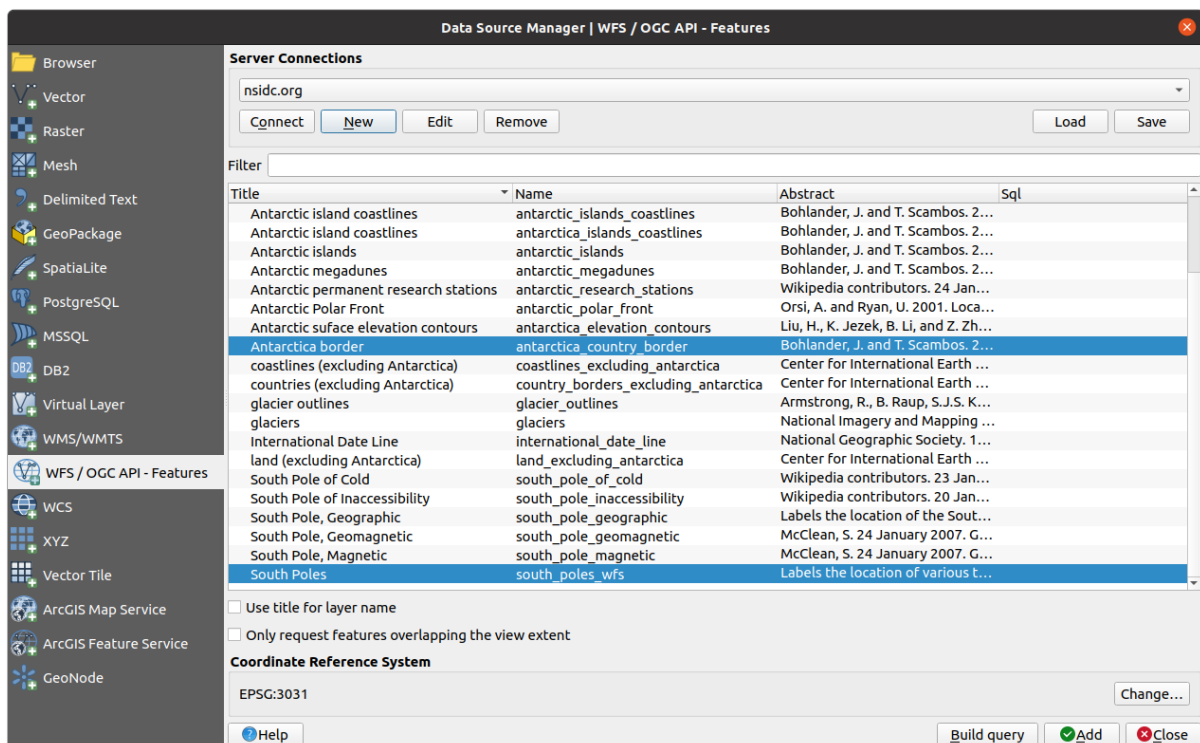 Data Source Manager | WFS / OGC API - Features
Browser
Vector
Raster
Mesh
Delimited Text
GeoPackage
SpatiaLite
PostgreSQL
MSSQL
DB2
DB2
Virtual Layer
WMS/WMTS
WFS / OGC API - Features
WCS
XYZ
Vector Tile
ArcGIS Map Service
ArcGIS Feature Service
GeoNode
Server Connections
nsidc.org
Connect New Edit Remove Load Save
Filter
Title Name Abstract Sql
Antarctic island coastlines antarctic_islands_coastlines Bohlander, J. and T. Scambos. 2…
Antarctic island coastlines antarctica_islands_coastlines Bohlander, J. and T. Scambos. 2…
Antarctic islands antarctic_islands Bohlander, J. and T. Scambos. 2…
Antarctic megadunes antarctic_megadunes Bohlander, J. and T. Scambos. 2…
Antarctic permanent research stations antarctic_research_stations Wikipedia contributors. 24 Jan…
Antarctic Polar Front antarctic_polar_front Orsi, A. and Ryan, U. 2001. Loca…
Antarctic suface elevation contours antarctica_elevation_contours Liu, H., K. Jezek, B. Li, and Z. Zh…
Antarctica border antarctica_country_border Bohlander, J. and T. Scambos. 2…
coastlines (excluding Antarctica) coastlines_excluding_antarctica Center for International Earth …
countries (excluding Antarctica) country_borders_excluding_antarctica Center for International Earth …
glacier outlines glacier_outlines Armstrong, R., B. Raup, S.J.S. K…
glaciers glaciers National Imagery and Mapping …
International Date Line international_date_line National Geographic Society. 1…
land (excluding Antarctica) land_excluding_antarctica Center for International Earth …
South Pole of Cold south_pole_of_cold Wikipedia contributors. 23 Jan…
South Pole of Inaccessibility south_pole_inaccessibility Wikipedia contributors. 20 Jan…
South Pole, Geographic south_pole_geographic Labels the location of the Sout…
South Pole, Geomagnetic south_pole_geomagnetic McClean, S. 24 January 2007. G…
South Pole, Magnetic south_pole_magnetic McClean, S. 24 January 2007. G…
South Poles south_poles_wfs Labels the location of various t…
Use title for layer name
Only request features overlapping the view extent
Coordinate Reference System
EPSG:3031 Change…
Help Build query Add Close